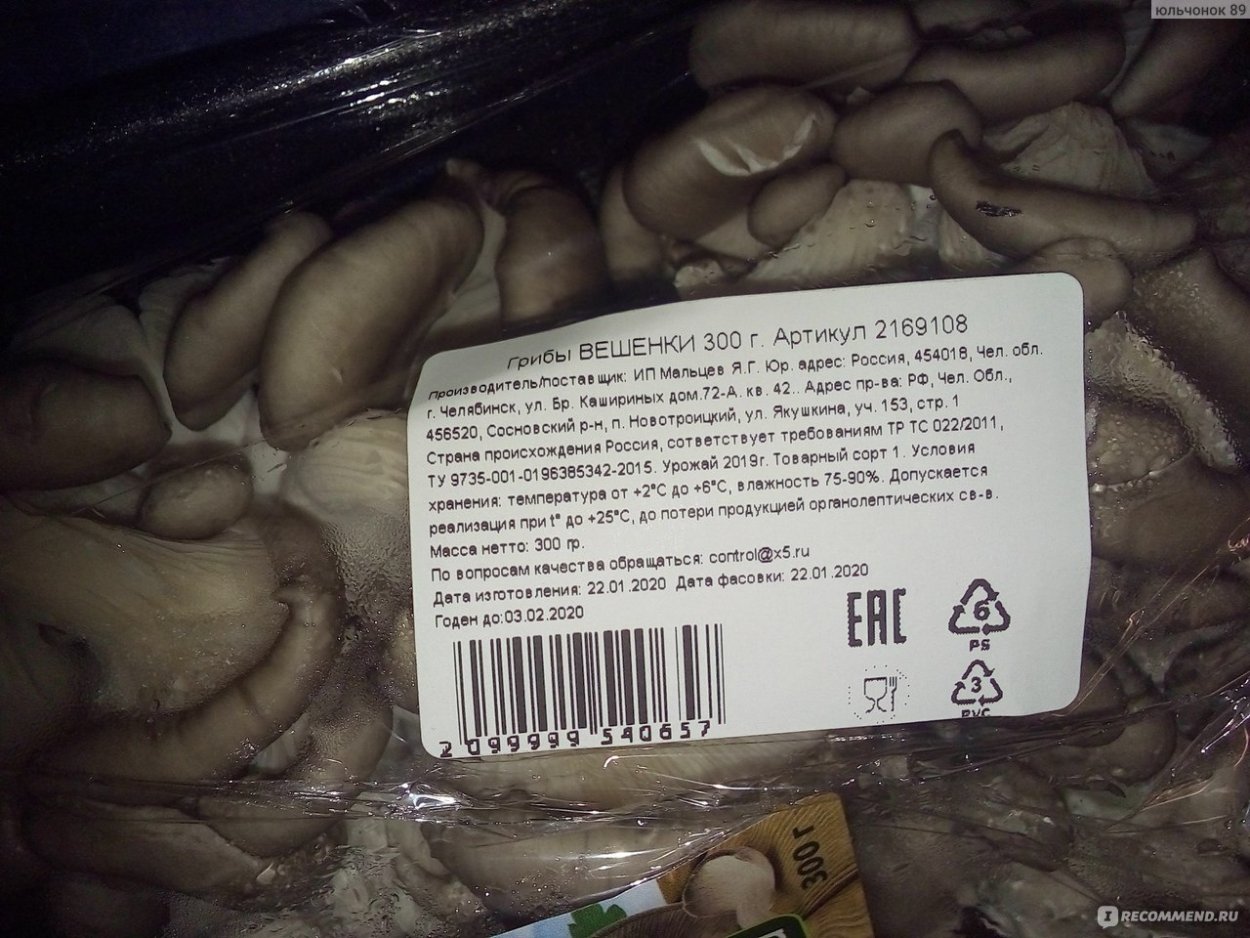 юльчонок 89
Грибы ВЕШЕНКИ 300 г. Артикул 2169108
Производитель/поставщик: ИП Мальцев Я.Г. Юр. адрес: Россия, 454018, Чел. обл.
г. Челябинск, ул. Бр. Кашириных дом.72-А. кв. 42.. Адрес пр-ва: РФ, Чел. Обл.,
456520, Сосновский р-н, п. Новотроицкий, ул. Якушкина, уч. 153, стр. 1
Страна происхождения Россия, сответствует требованиям ТР ТС 022/2011,
ТУ 9735-001-0196385342-2015. Урожай 2019г. Товарный сорт 1. Условия
хранения: температура от +2°C до +6°C, влажность 75-90%. Допускается
реализация при t° до +25°C, до потери продукцией органолептических св-в.
Масса нетто: 300 гр.
По вопросам качества обращаться: control@x5.ru
Дата изготовления: 22.01.2020 Дата фасовки: 22.01.2020
Годен до:03.02.2020
EAC
6
PS
3
PVC
2 099999 540657
300 г
IRECOMMEND.RU